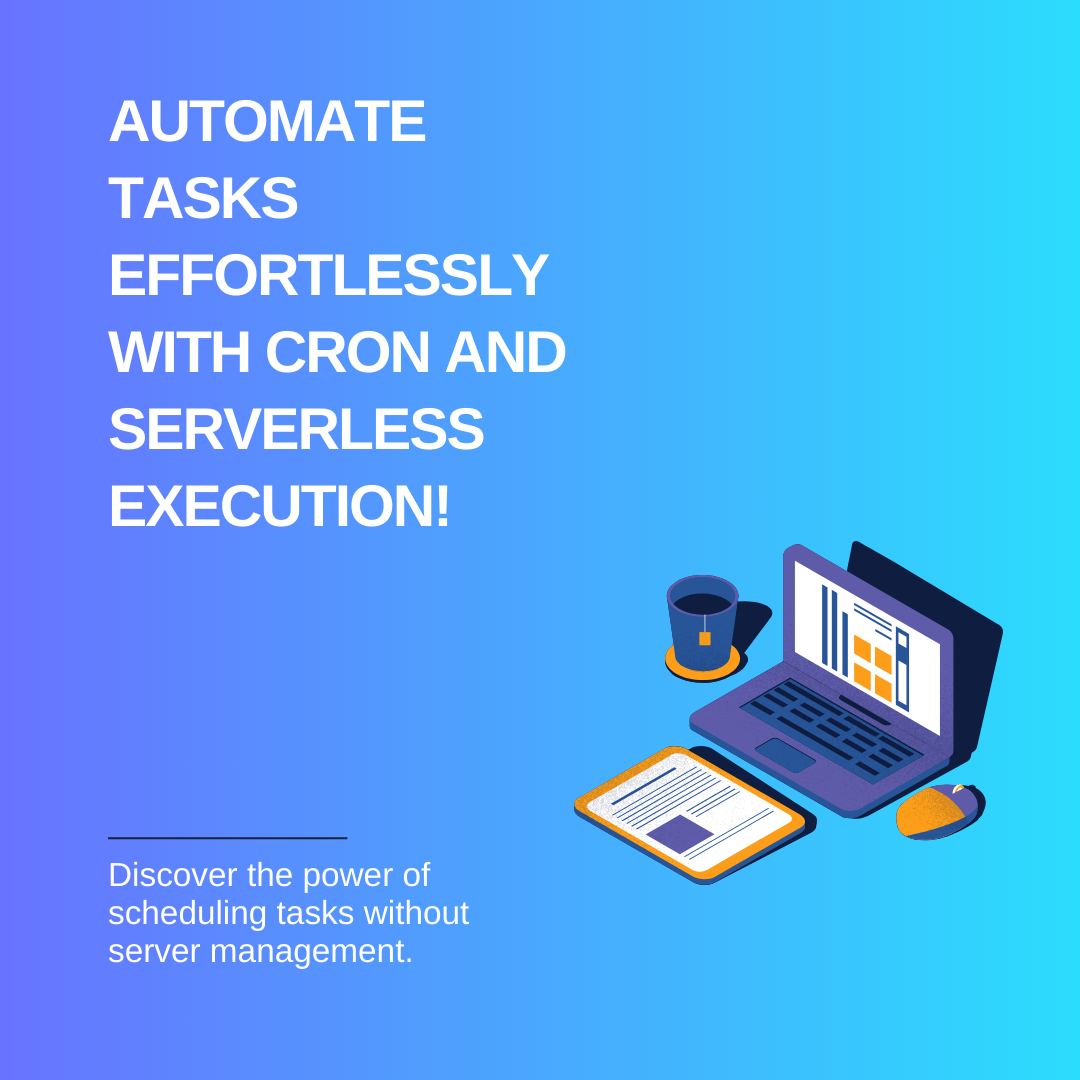 AUTOMATE
TASKS
EFFORTLESSLY
WITH CRON AND
SERVERLESS
EXECUTION!
Discover the power of
scheduling tasks without
server management.